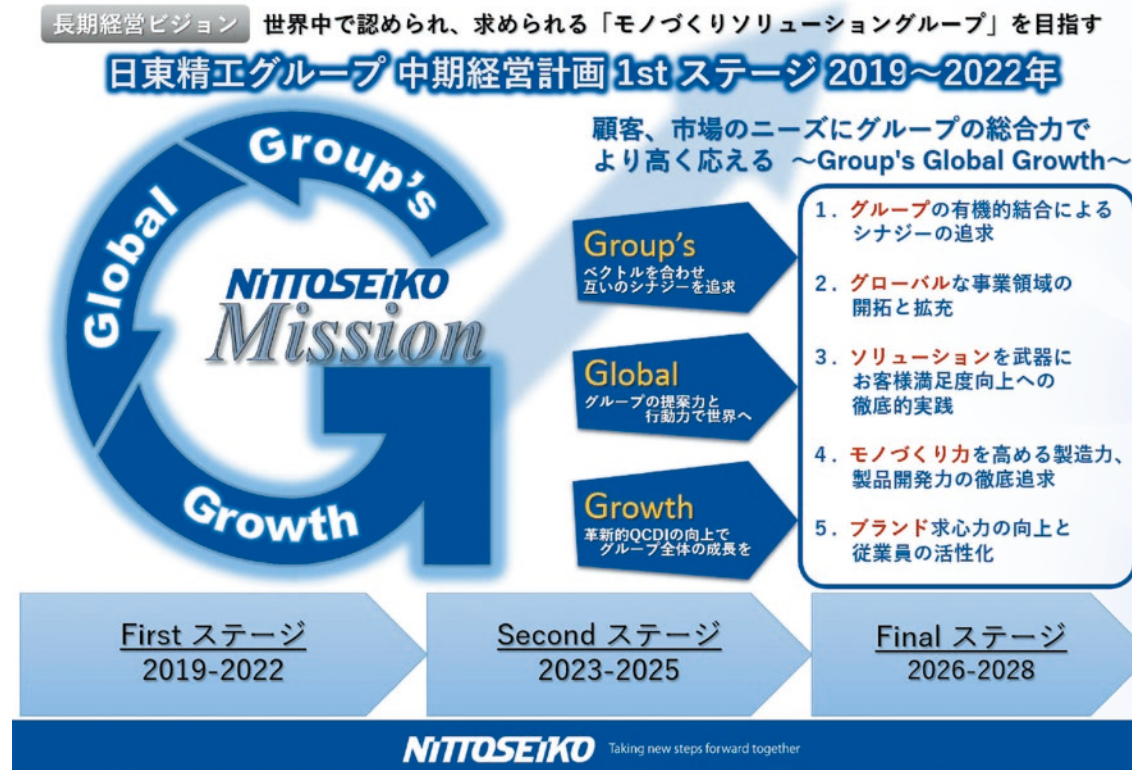 長期経営ビジョン 世界中で認められ、求められる「モノづくりソリューショングループ」を目指す
日東精工グループ 中期経営計画 1st ステージ 2019～2022年
Group's
Global
Growth
NITTOSEIKO
Mission
顧客、市場のニーズにグループの総合力で
より高く応える ～Group's Global Growth～
Group's
ベクトルを合わせ
互いのシナジーを追求
Global
グループの提案力と
行動力で世界へ
Growth
革新的QCDIの向上で
グループ全体の成長を
1. グループの有機的結合による
シナジーの追求
2. グローバルな事業領域の
開拓と拡充
3. ソリューションを武器に
お客様満足度向上への
徹底的実践
4. モノづくり力を高める製造力、
製品開発力の徹底追求
5. ブランド求心力の向上と
従業員の活性化
First ステージ
2019-2022
Second ステージ
2023-2025
Final ステージ
2026-2028
NITTOSEIKO Taking new steps forward together